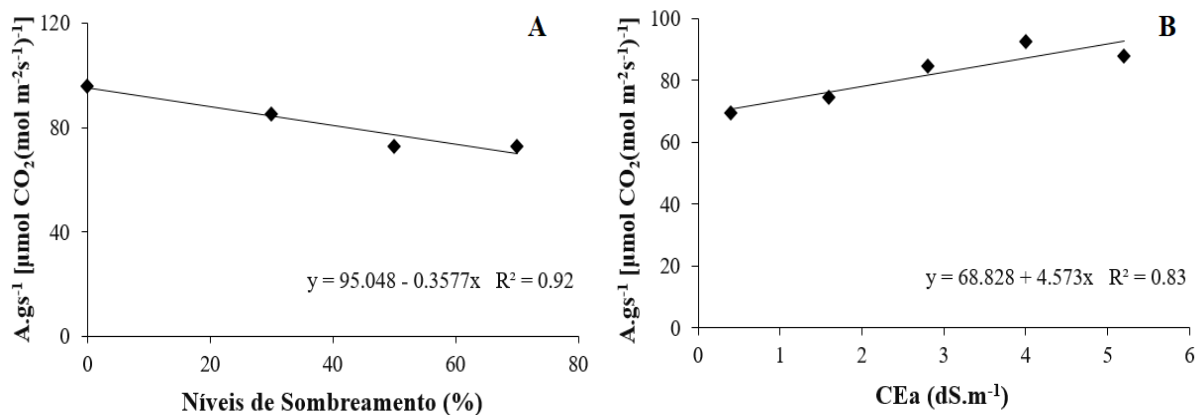 A
A.gs⁻¹ [µmol CO₂(mol m⁻²s⁻¹)⁻¹]
120
80
40
0
y = 95.048 - 0.3577x R² = 0.92
0 20 40 60 80
Níveis de Sombreamento (%)
B
A.gs⁻¹ [µmol CO₂(mol m⁻²s⁻¹)⁻¹]
100
80
60
40
20
0
y = 68.828 + 4.573x R² = 0.83
0 1 2 3 4 5 6
CEa (dS.m⁻¹)